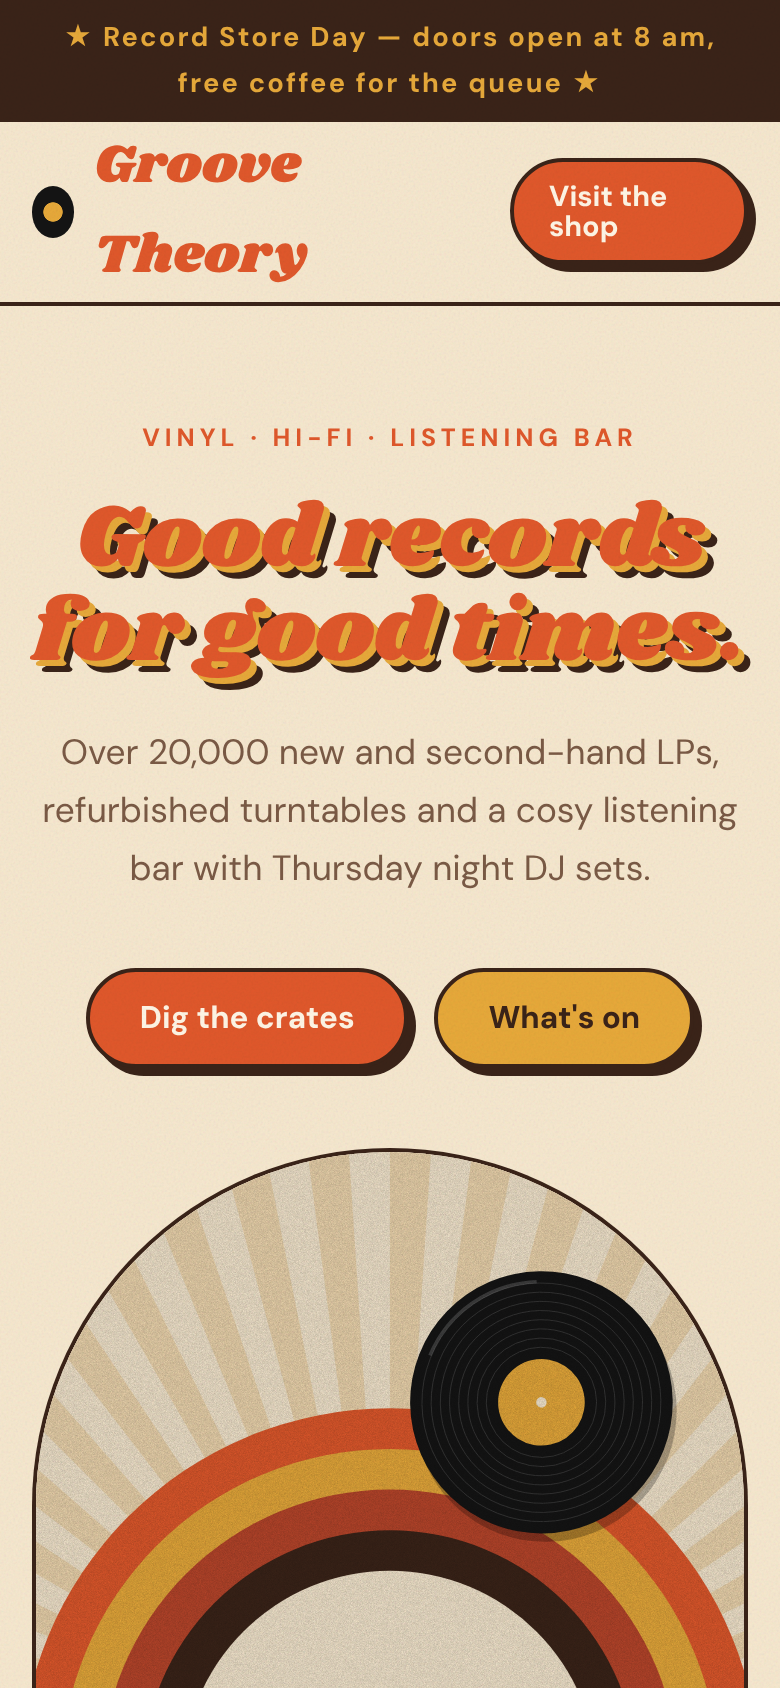 ★ Record Store Day — doors open at 8 am,
free coffee for the queue ★
Groove
Theory
Visit the
shop
VINYL · HI-FI · LISTENING BAR
Good records
for good times.
Over 20,000 new and second-hand LPs,
refurbished turntables and a cosy listening
bar with Thursday night DJ sets.
Dig the crates
What's on